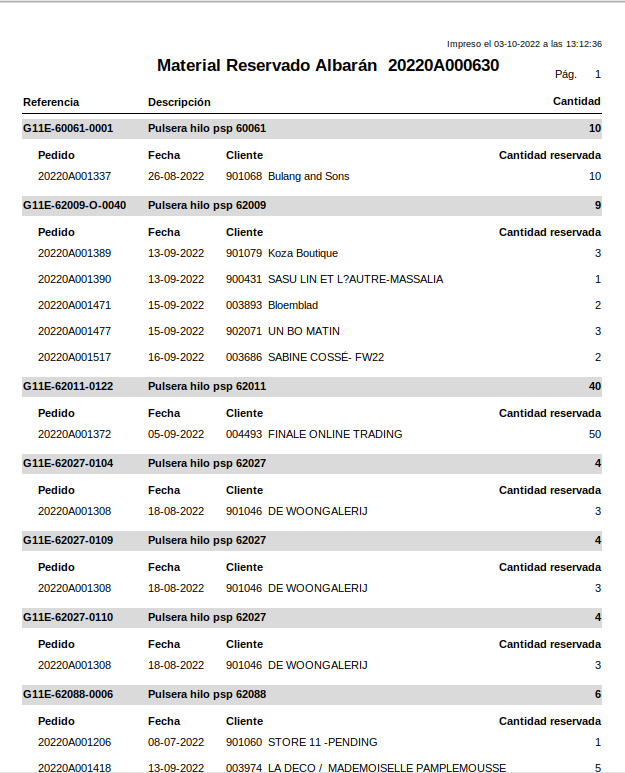 Impreso el 03-10-2022 a las 13:12:36
Material Reservado Albarán 20220A000630
Pág. 1
Referencia Descripción Cantidad
G11E-60061-0001 Pulsera hilo psp 60061 10
Pedido Fecha Cliente Cantidad reservada
20220A001337 26-08-2022 901068 Bulang and Sons 10
G11E-62009-O-0040 Pulsera hilo psp 62009 9
Pedido Fecha Cliente Cantidad reservada
20220A001389 13-09-2022 901079 Koza Boutique 3
20220A001390 13-09-2022 900431 SASU LIN ET L?AUTRE-MASSALIA 1
20220A001471 15-09-2022 003893 Bloemblad 2
20220A001477 15-09-2022 902071 UN BO MATIN 3
20220A001517 16-09-2022 003686 SABINE COSSÉ- FW22 2
G11E-62011-0122 Pulsera hilo psp 62011 40
Pedido Fecha Cliente Cantidad reservada
20220A001372 05-09-2022 004493 FINALE ONLINE TRADING 50
G11E-62027-0104 Pulsera hilo psp 62027 4
Pedido Fecha Cliente Cantidad reservada
20220A001308 18-08-2022 901046 DE WOONGALERIJ 3
G11E-62027-0109 Pulsera hilo psp 62027 4
Pedido Fecha Cliente Cantidad reservada
20220A001308 18-08-2022 901046 DE WOONGALERIJ 3
G11E-62027-0110 Pulsera hilo psp 62027 4
Pedido Fecha Cliente Cantidad reservada
20220A001308 18-08-2022 901046 DE WOONGALERIJ 3
G11E-62088-0006 Pulsera hilo psp 62088 6
Pedido Fecha Cliente Cantidad reservada
20220A001206 08-07-2022 901060 STORE 11 -PENDING 1
20220A001418 13-09-2022 003974 LA DECO / MADEMOISELLE PAMPLEMOUSSE 5